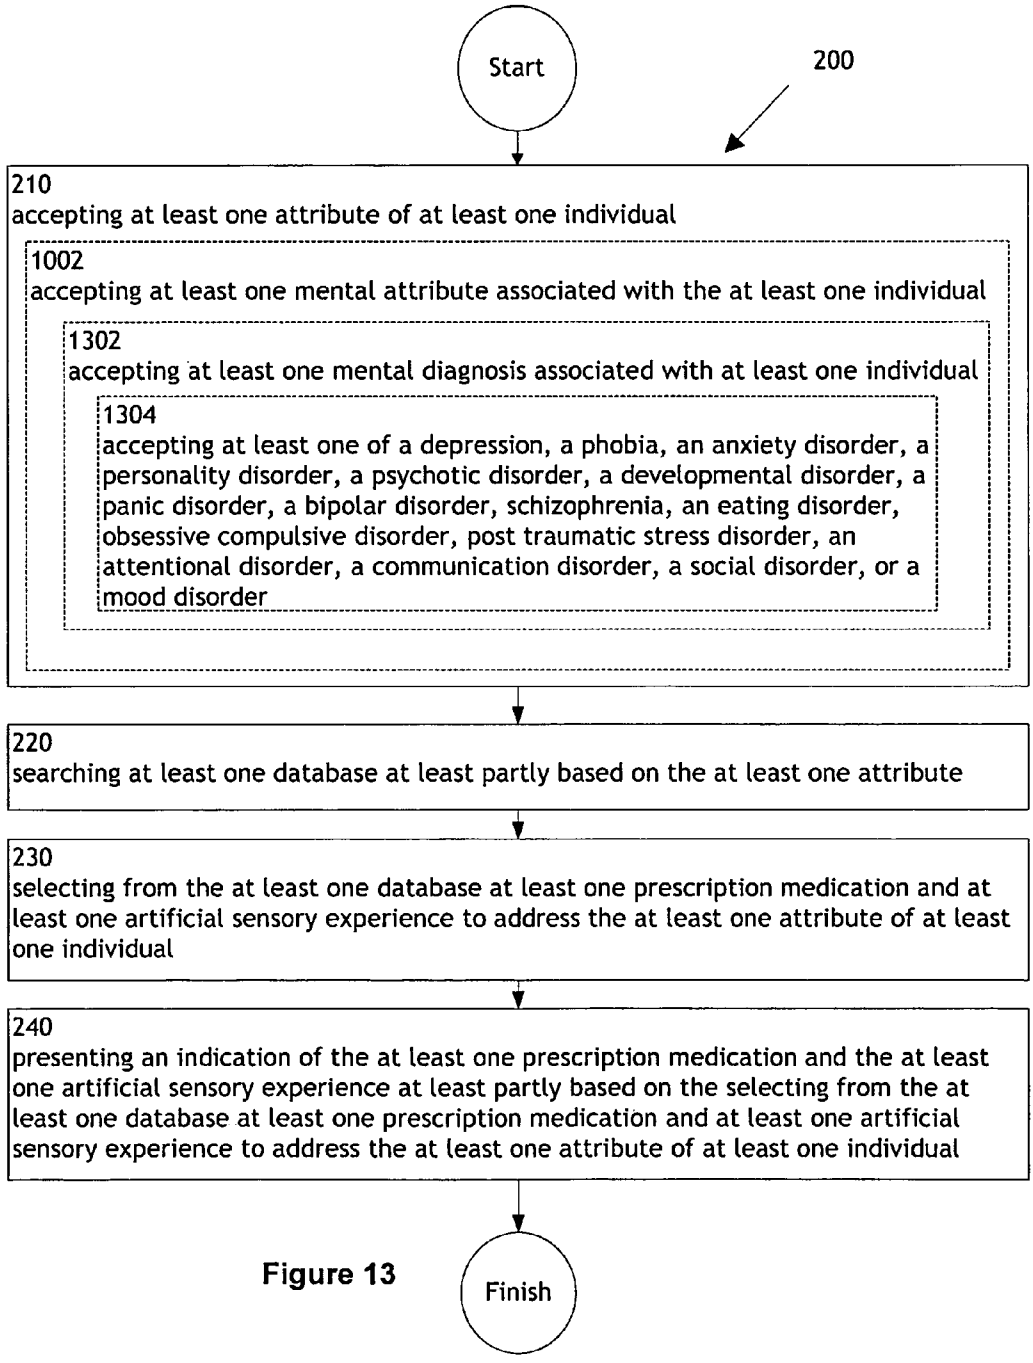 Start
200
210
accepting at least one attribute of at least one individual
1002
accepting at least one mental attribute associated with the at least one individual
1302
accepting at least one mental diagnosis associated with at least one individual
1304
accepting at least one of a depression, a phobia, an anxiety disorder, a
personality disorder, a psychotic disorder, a developmental disorder, a
panic disorder, a bipolar disorder, schizophrenia, an eating disorder,
obsessive compulsive disorder, post traumatic stress disorder, an
attentional disorder, a communication disorder, a social disorder, or a
mood disorder
220
searching at least one database at least partly based on the at least one attribute
230
selecting from the at least one database at least one prescription medication and at
least one artificial sensory experience to address the at least one attribute of at least
one individual
240
presenting an indication of the at least one prescription medication and the at least
one artificial sensory experience at least partly based on the selecting from the at
least one database at least one prescription medication and at least one artificial
sensory experience to address the at least one attribute of at least one individual
Figure 13
Finish